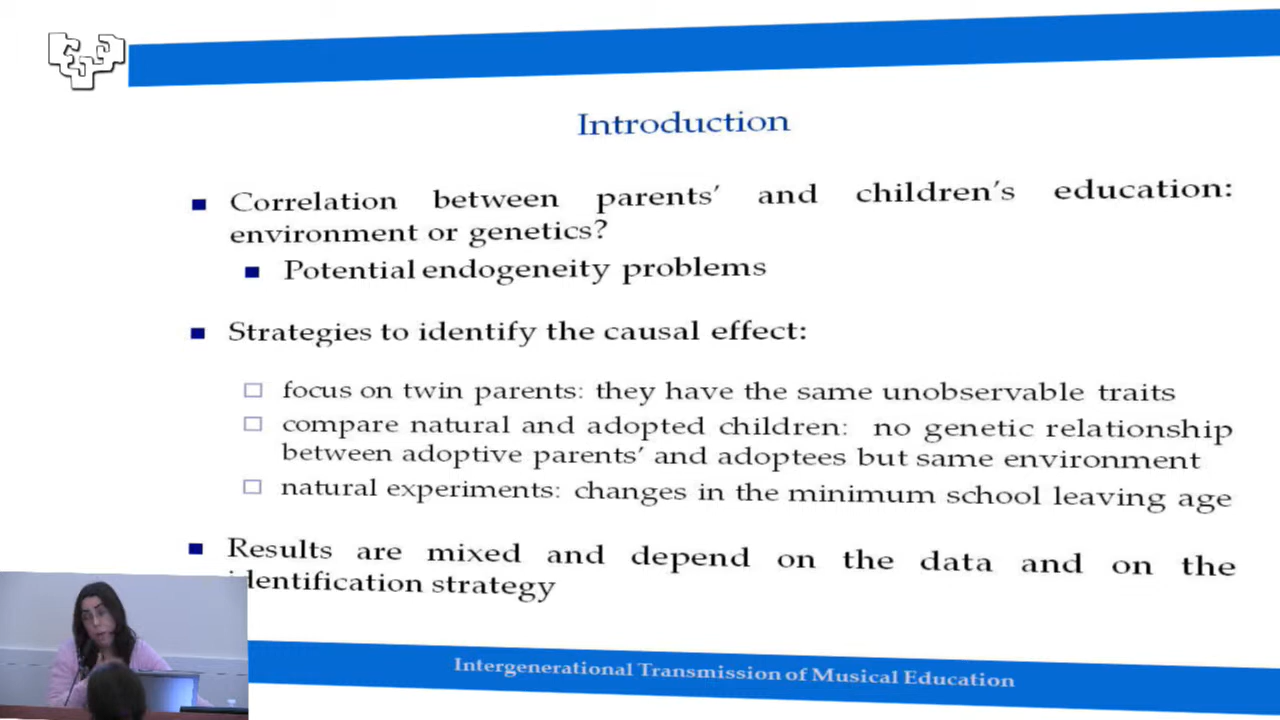 Introduction
Correlation between parents' and children's education:
environment or genetics?
Potential endogeneity problems
Strategies to identify the causal effect:
focus on twin parents: they have the same unobservable traits
compare natural and adopted children: no genetic relationship
between adoptive parents' and adoptees but same environment
natural experiments: changes in the minimum school leaving age
Results are mixed and depend on the data and on the
identification strategy
Intergenerational Transmission of Musical Education